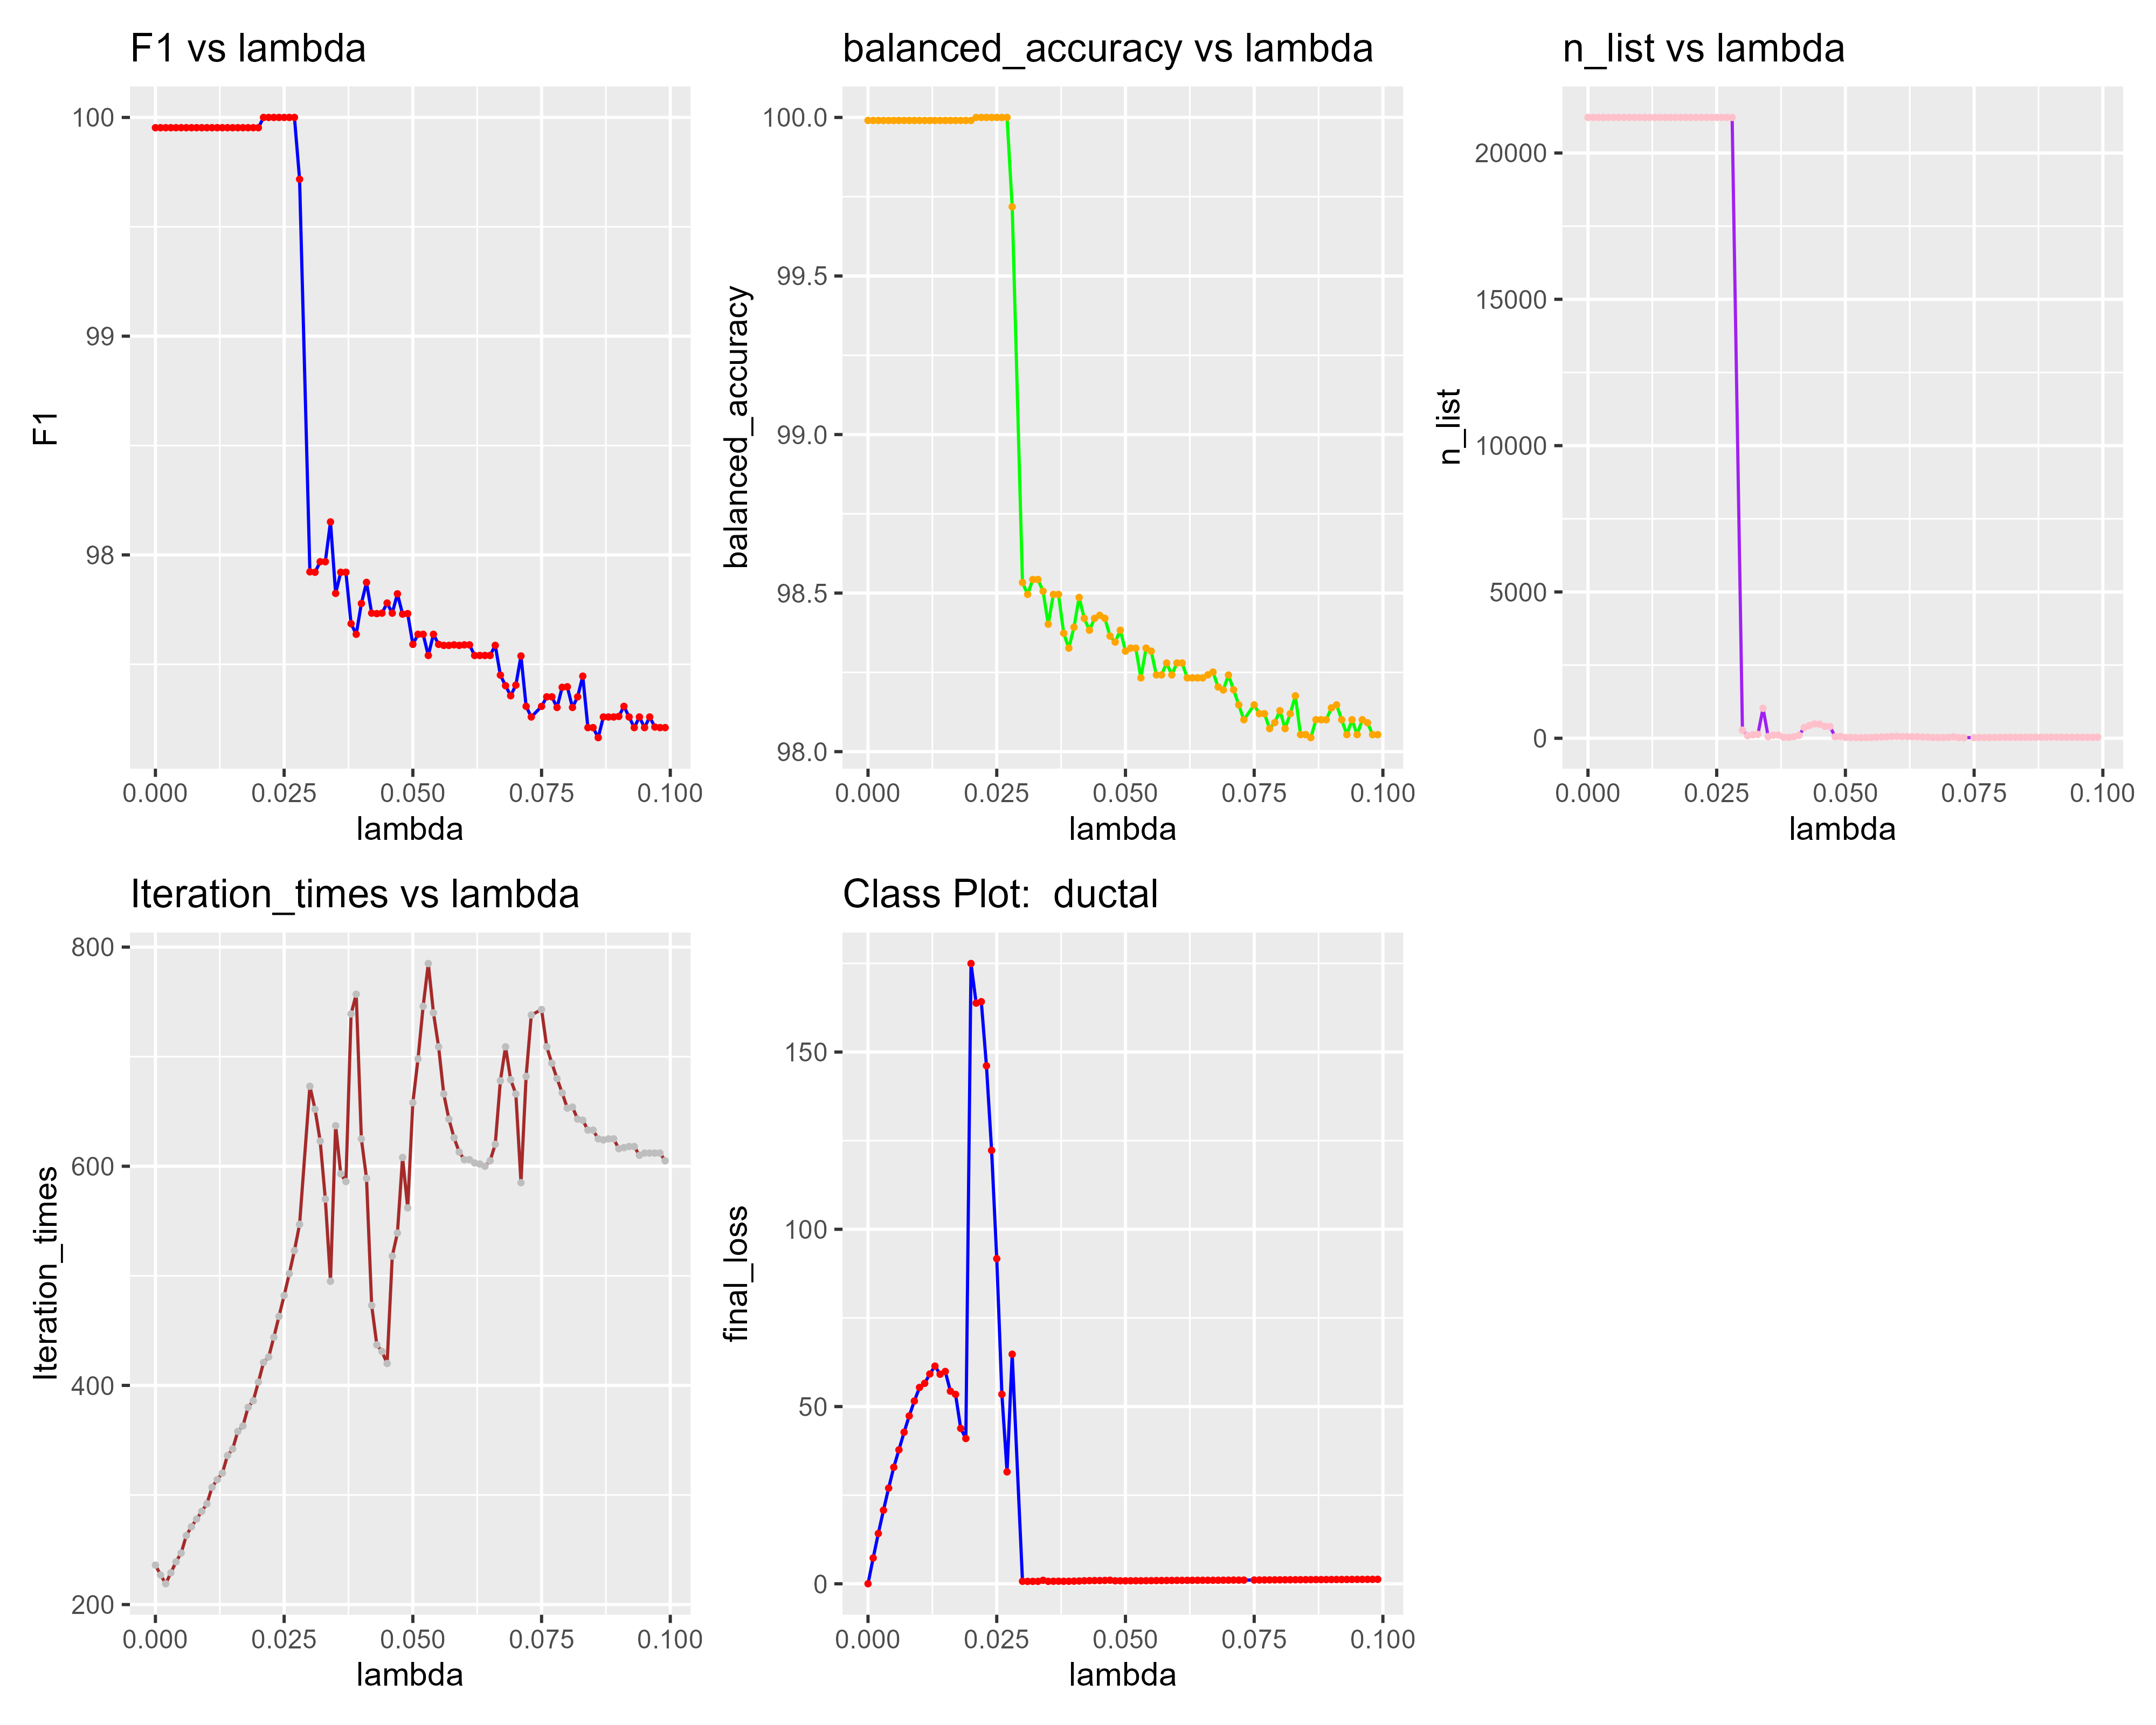 F1 vs lambda
100
99
98
F1
0.000 0.025 0.050 0.075 0.100
lambda
balanced_accuracy vs lambda
100.0
99.5
99.0
98.5
98.0
balanced_accuracy
0.000 0.025 0.050 0.075 0.100
lambda
n_list vs lambda
20000
15000
10000
5000
0
n_list
0.000 0.025 0.050 0.075 0.100
lambda
Iteration_times vs lambda
800
600
400
200
Iteration_times
0.000 0.025 0.050 0.075 0.100
lambda
Class Plot:  ductal
150
100
50
0
final_loss
0.000 0.025 0.050 0.075 0.100
lambda